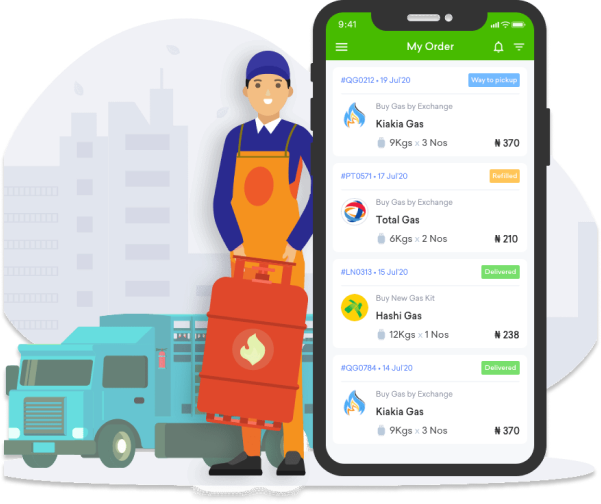 9:41
My Order
#QG0212 • 19 Jul'20 Way to pickup
Buy Gas by Exchange
Kiakia Gas
9Kgs x 3 Nos ₦ 370
#PT0571 • 17 Jul'20 Refilled
Buy Gas by Exchange
Total Gas
6Kgs x 2 Nos ₦ 210
#LN0313 • 15 Jul'20 Delivered
Buy New Gas Kit
Hashi Gas
12Kgs x 1 Nos ₦ 238
#QG0784 • 14 Jul'20 Delivered
Buy Gas by Exchange
Kiakia Gas
9Kgs x 3 Nos ₦ 370